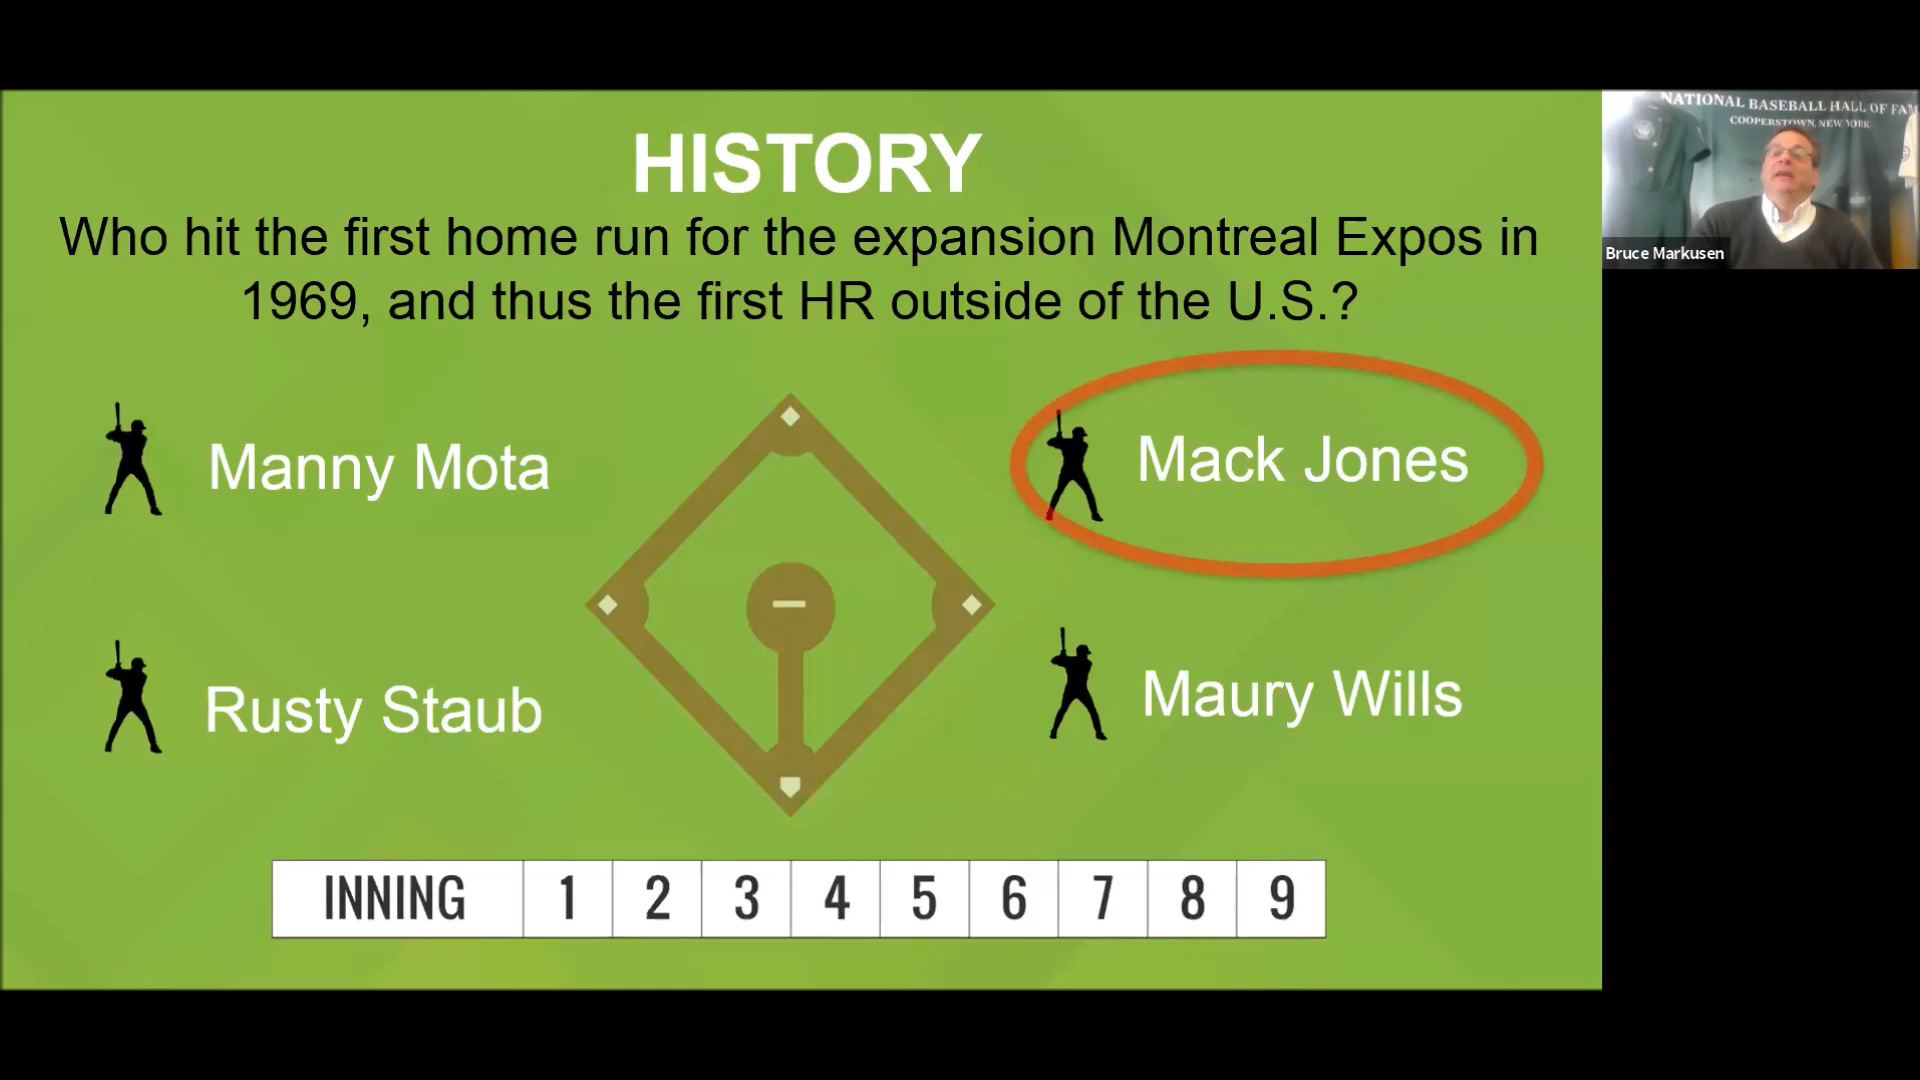 HISTORY
Who hit the first home run for the expansion Montreal Expos in
1969, and thus the first HR outside of the U.S.?
Manny Mota
Mack Jones
Rusty Staub
Maury Wills
INNING 1 2 3 4 5 6 7 8 9
NATIONAL BASEBALL HALL OF FAM
COOPERSTOWN, NEW YORK
Bruce Markusen